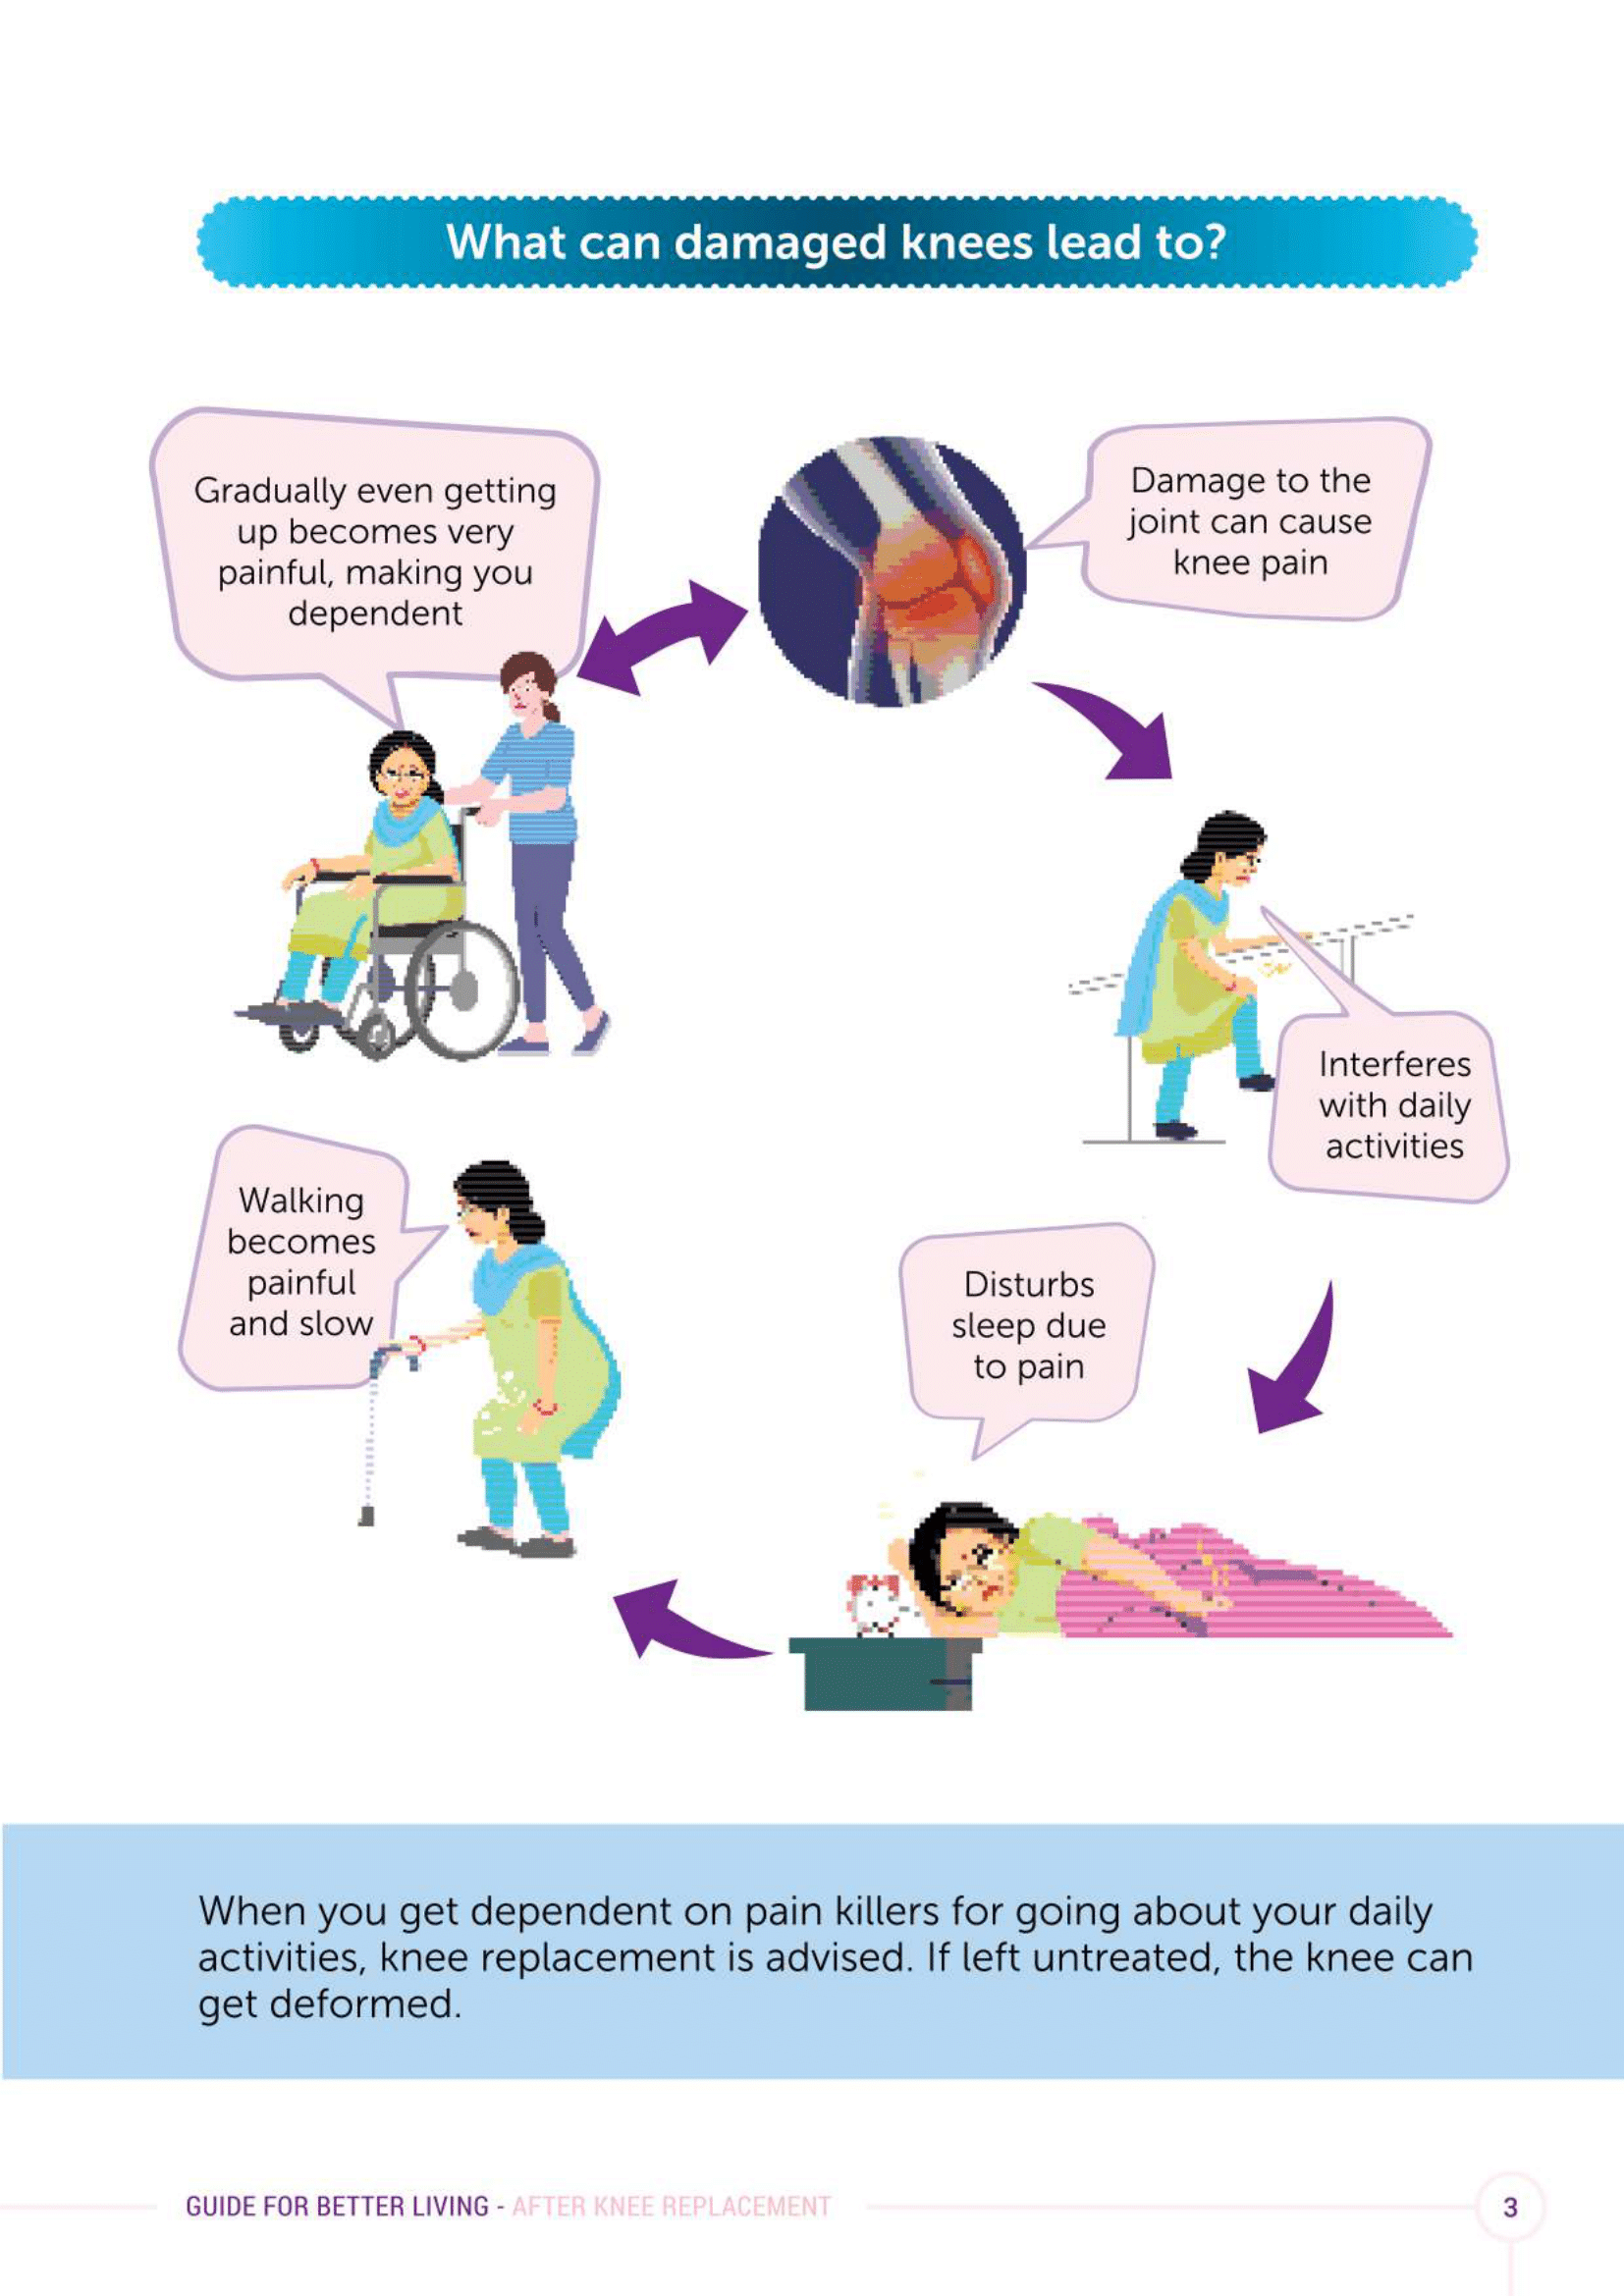 What can damaged knees lead to?
Gradually even getting
up becomes very
painful, making you
dependent
Damage to the
joint can cause
knee pain
Interferes
with daily
activities
Disturbs
sleep due
to pain
Walking
becomes
painful
and slow
When you get dependent on pain killers for going about your daily
activities, knee replacement is advised. If left untreated, the knee can
get deformed.
GUIDE FOR BETTER LIVING - AFTER KNEE REPLACEMENT
3